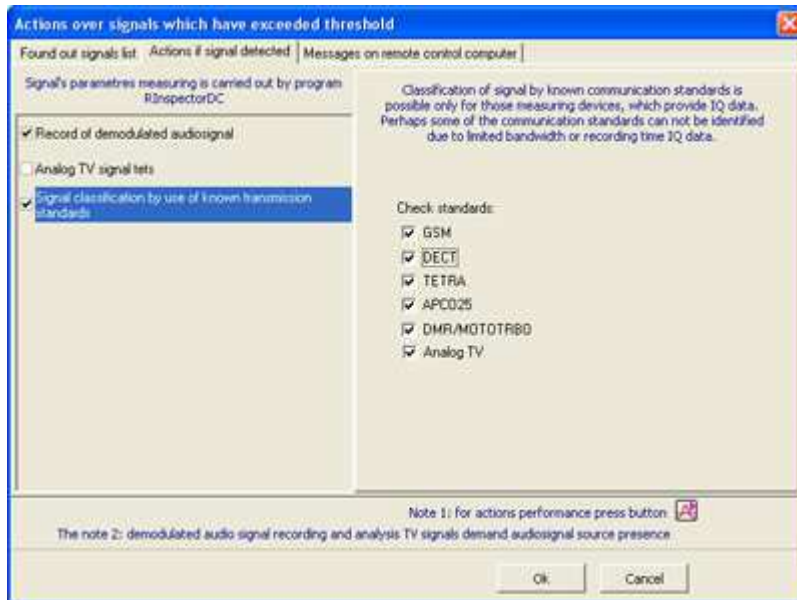 Actions over signals which have exceeded threshold
Found out signals list
Actions if signal detected
Messages on remote control computer
Signal's parametres measuring is carried out by program
RInspectorDC
Record of demodulated audiosignal
Analog TV signal tets
Signal classification by use of known transmission
standards
Classification of signal by known communication standards is
possible only for those measuring devices, which provide IQ data.
Perhaps some of the communication standards can not be identified
due to limited bandwidth or recording time IQ data.
Check standards:
GSM
DECT
TETRA
APCO25
DMR/MOTOTRBO
Analog TV
Note 1: for actions performance press button
The note 2: demodulated audio signal recording and analysis TV signals demand audiosignal source presence
Ok
Cancel